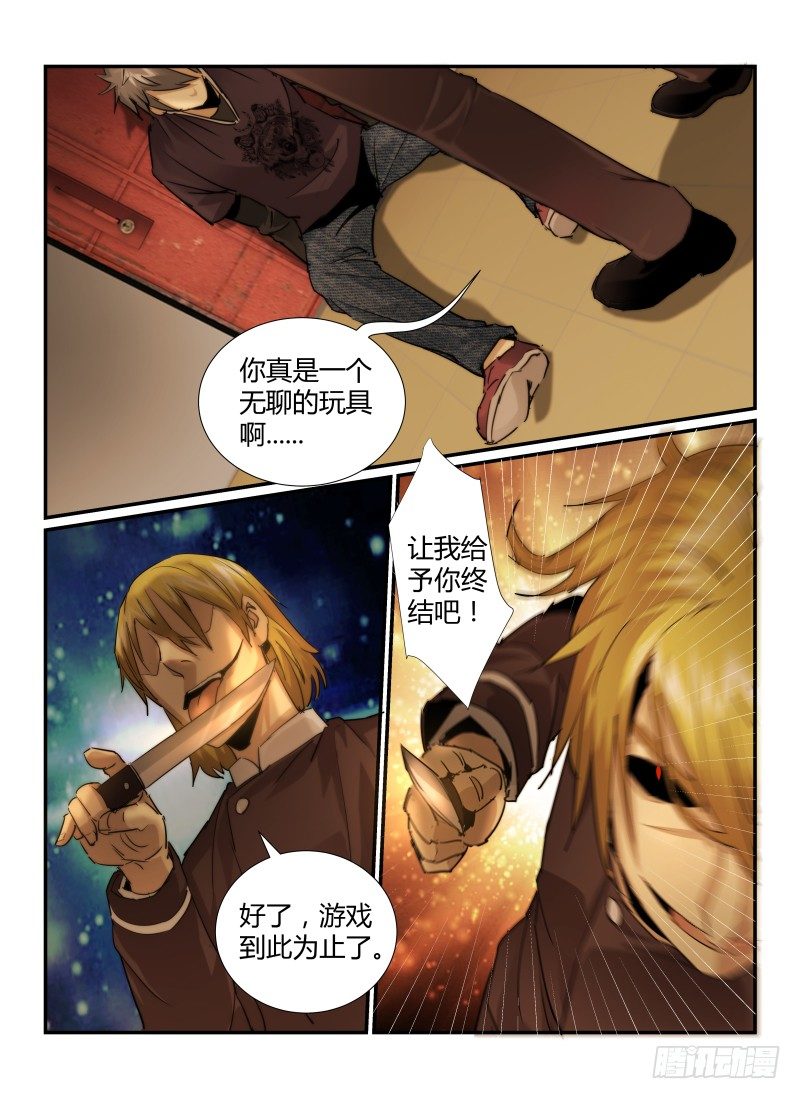 你真是一个
无聊的玩具
啊……
好了，游戏
到此为止了。
让我给
予你终
结吧！
腾讯动漫